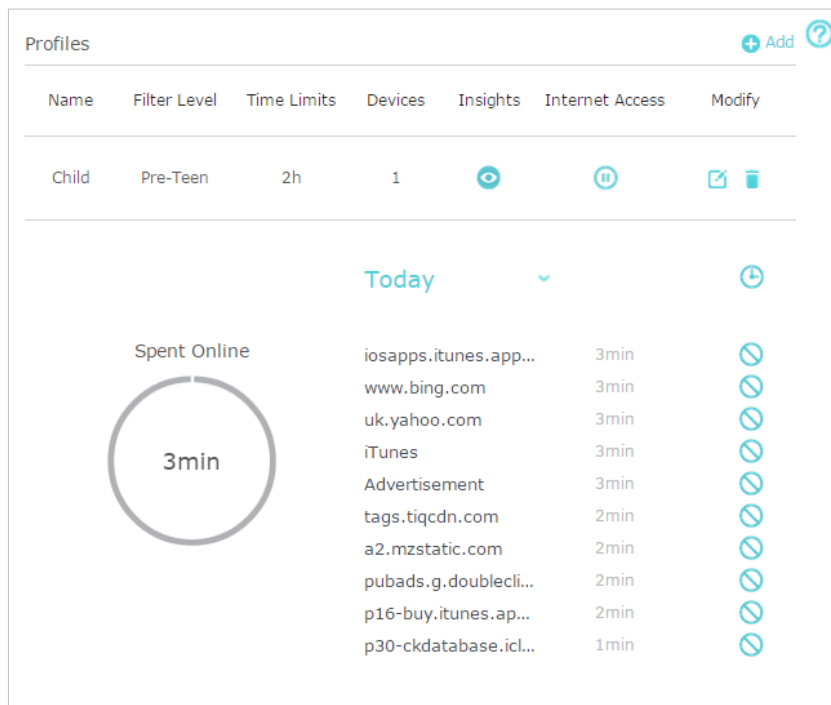 Profiles Add
Name Filter Level Time Limits Devices Insights Internet Access Modify
Child Pre-Teen 2h 1
Today
Spent Online
3min
iosapps.itunes.app... 3min
www.bing.com 3min
uk.yahoo.com 3min
iTunes 3min
Advertisement 3min
tags.tiqcdn.com 2min
a2.mzstatic.com 2min
pubads.g.doublecli... 2min
p16-buy.itunes.ap... 2min
p30-ckdatabase.icl... 1min